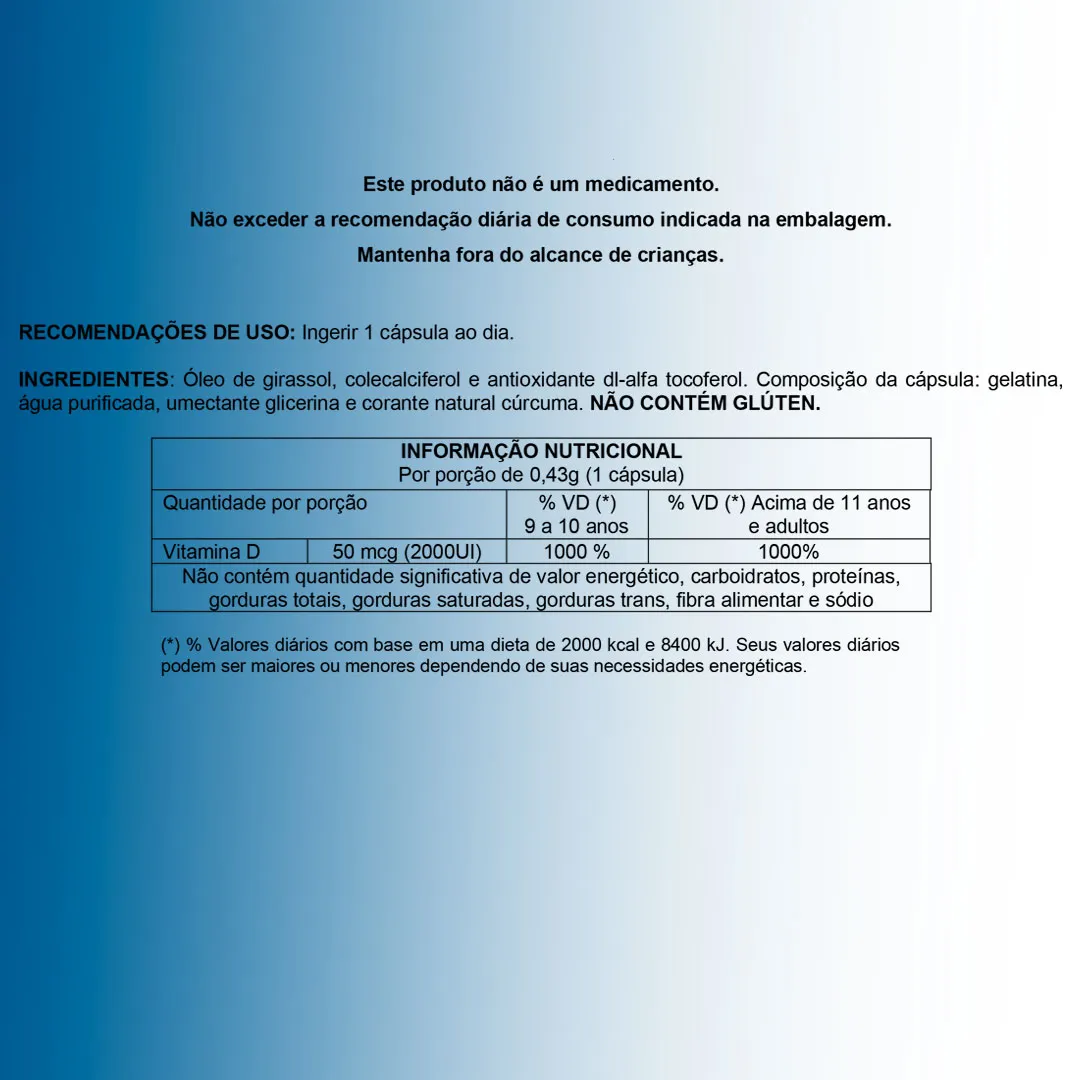 Este produto não é um medicamento.
Não exceder a recomendação diária de consumo indicada na embalagem.
Mantenha fora do alcance de crianças.
RECOMENDAÇÕES DE USO: Ingerir 1 cápsula ao dia.
INGREDIENTES: Óleo de girassol, colecalciferol e antioxidante dl-alfa tocoferol. Composição da cápsula: gelatina,
água purificada, umectante glicerina e corante natural cúrcuma. NÃO CONTÉM GLÚTEN.
INFORMAÇÃO NUTRICIONAL
Por porção de 0,43g (1 cápsula)
Quantidade por porção % VD (*) % VD (*) Acima de 11 anos
9 a 10 anos e adultos
Vitamina D 50 mcg (2000UI) 1000 % 1000%
Não contém quantidade significativa de valor energético, carboidratos, proteínas,
gorduras totais, gorduras saturadas, gorduras trans, fibra alimentar e sódio
(*) % Valores diários com base em uma dieta de 2000 kcal e 8400 kJ. Seus valores diários
podem ser maiores ou menores dependendo de suas necessidades energéticas.